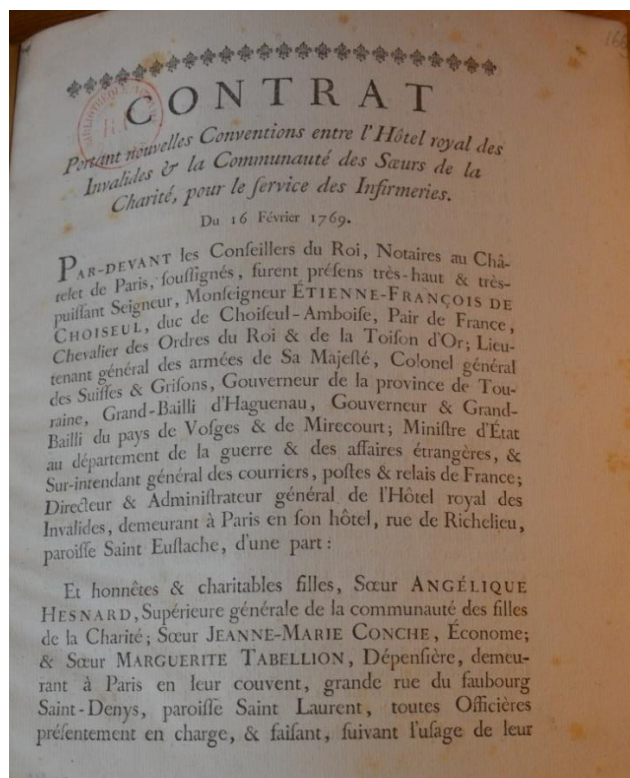 166
CONTRAT
Portant nouvelles Conventions entre l'Hôtel royal des
Invalides & la Communauté des Sœurs de la
Charité, pour le ſervice des Infirmeries.
Du 16 Février 1769.
PAR-DEVANT les Conſeillers du Roi, Notaires au Châ-
telet de Paris, ſouſſignés, furent préſens très-haut & très-
puiſſant Seigneur, Monſeigneur ÉTIENNE-FRANÇOIS DE
CHOISEUL, duc de Choiſeul-Amboiſe, Pair de France,
Chevalier des Ordres du Roi & de la Toiſon d'Or; Lieu-
tenant général des armées de Sa Majeſté, Colonel général
des Suiſſes & Griſons, Gouverneur de la province de Tou-
raine, Grand-Bailli d'Haguenau, Gouverneur & Grand-
Bailli du pays de Voſges & de Mirecourt; Miniſtre d'État
au département de la guerre & des affaires étrangères, &
Sur-intendant général des courriers, poſtes & relais de France;
Directeur & Adminiſtrateur général de l'Hôtel royal des
Invalides, demeurant à Paris en ſon hôtel, rue de Richelieu,
paroiſſe Saint Euſtache, d'une part :
Et honnêtes & charitables filles, Sœur ANGÉLIQUE
HESNARD, Supérieure générale de la communauté des filles
de la Charité; Sœur JEANNE-MARIE CONCHE, Économe;
& Sœur MARGUERITE TABELLION, Dépenſière, demeu-
rant à Paris en leur couvent, grande rue du faubourg
Saint-Denys, paroiſſe Saint Laurent, toutes Officières
préſentement en charge, & faiſant, ſuivant l'uſage de leur